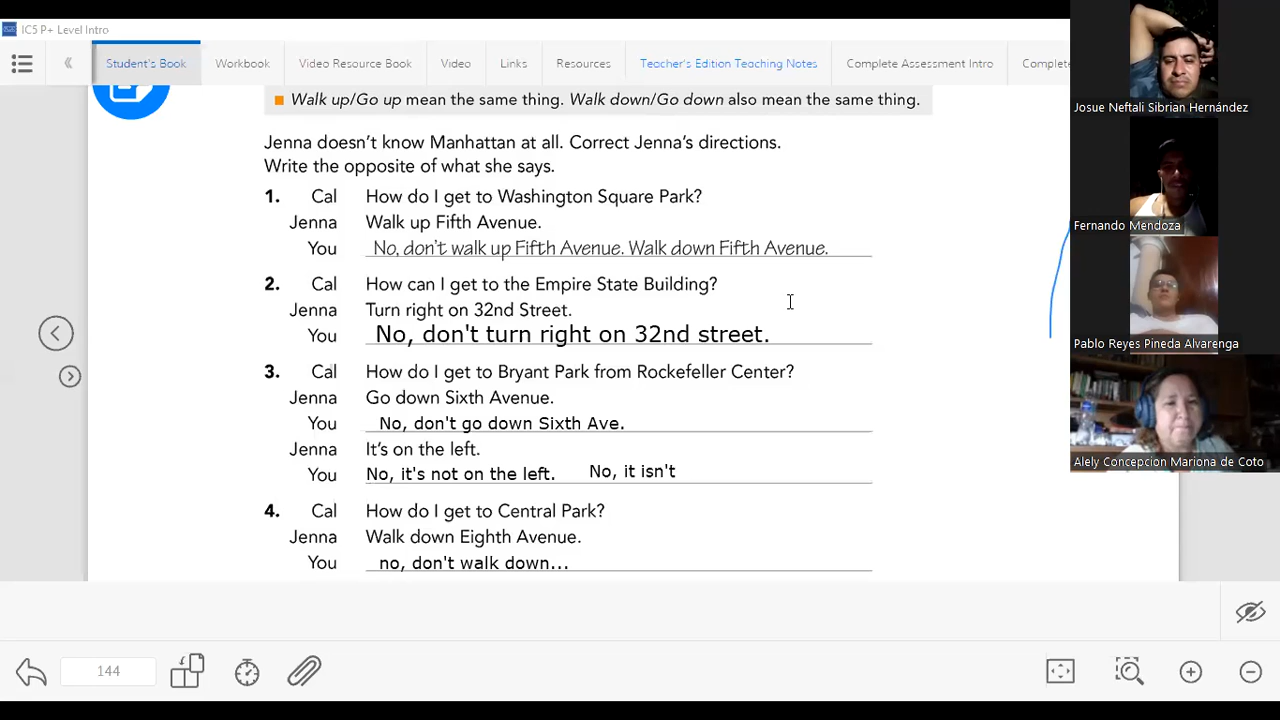 IC5 P+ Level Intro
Student's Book Workbook Video Resource Book Video Links Resources Teacher's Edition Teaching Notes Complete Assessment Intro Complete
Walk up/Go up mean the same thing. Walk down/Go down also mean the same thing.
Jenna doesn't know Manhattan at all. Correct Jenna's directions.
Write the opposite of what she says.
1. Cal How do I get to Washington Square Park?
Jenna Walk up Fifth Avenue.
You No, don't walk up Fifth Avenue. Walk down Fifth Avenue.
2. Cal How can I get to the Empire State Building?
Jenna Turn right on 32nd Street.
You No, don't turn right on 32nd street.
3. Cal How do I get to Bryant Park from Rockefeller Center?
Jenna Go down Sixth Avenue.
You No, don't go down Sixth Ave.
Jenna It's on the left.
You No, it's not on the left. No, it isn't
4. Cal How do I get to Central Park?
Jenna Walk down Eighth Avenue.
You no, don't walk down...
144
Josue Neftali Sibrian Hernández
Fernando Mendoza
Pablo Reyes Pineda Alvarenga
Alely Concepcion Mariona de Coto